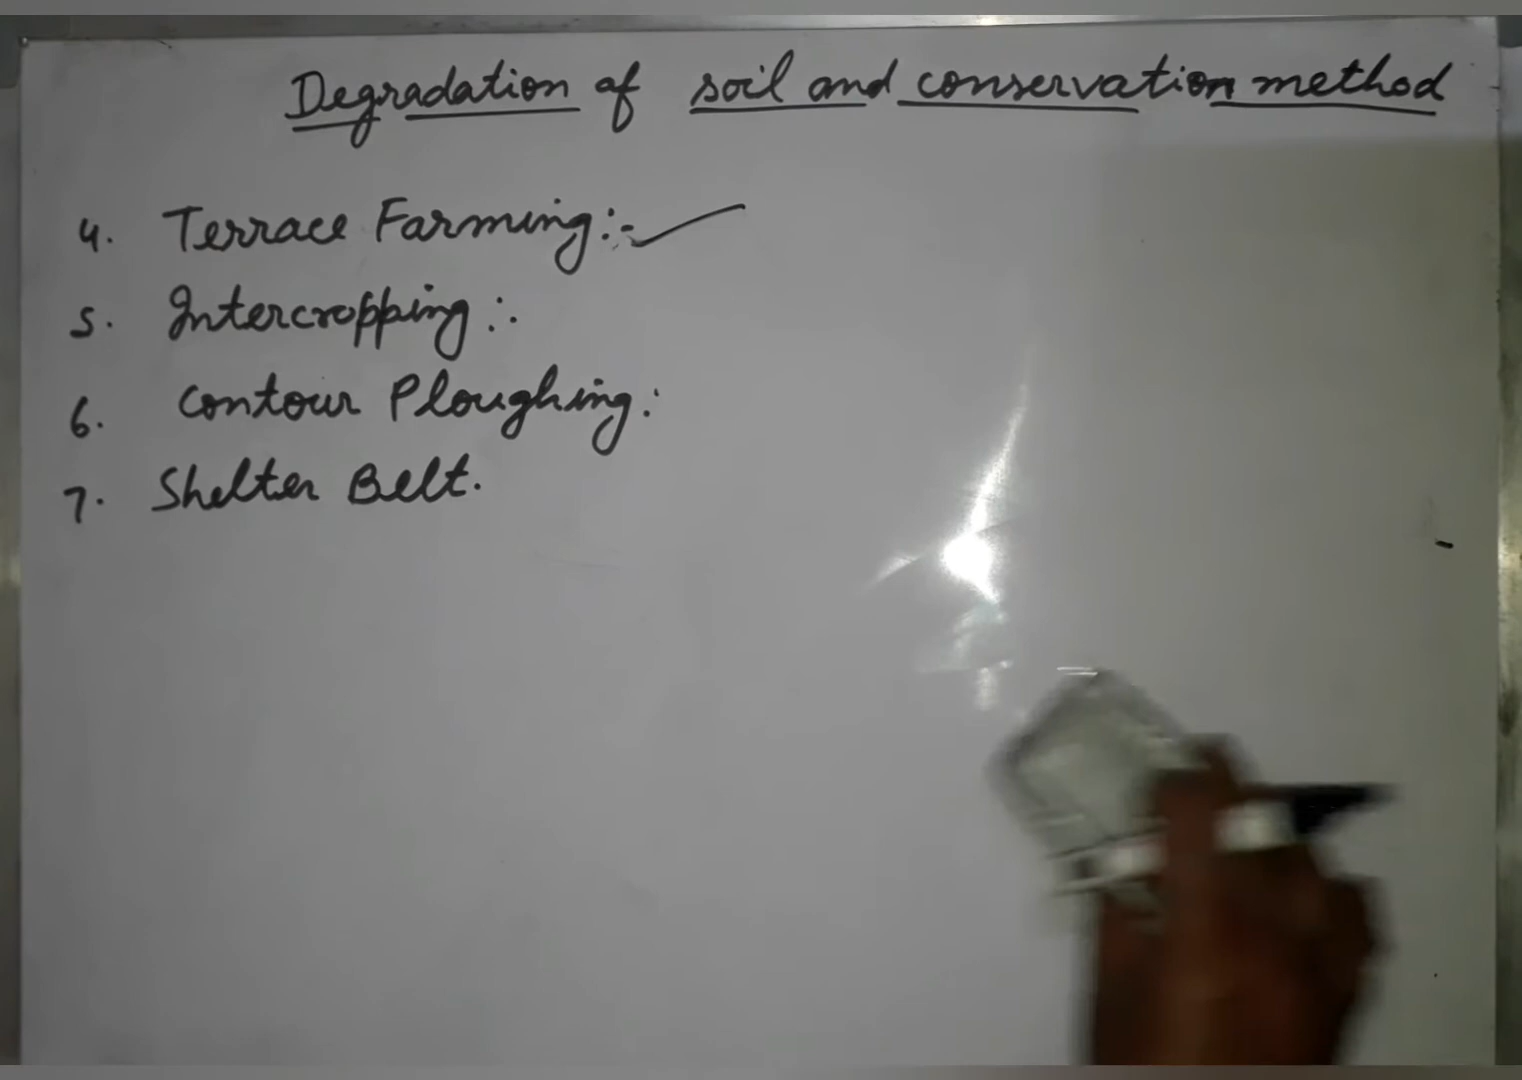 Degradation of soil and conservation method
4. Terrace Farming:-
5. Intercropping :.
6. Contour Ploughing:
7. Shelter Belt.